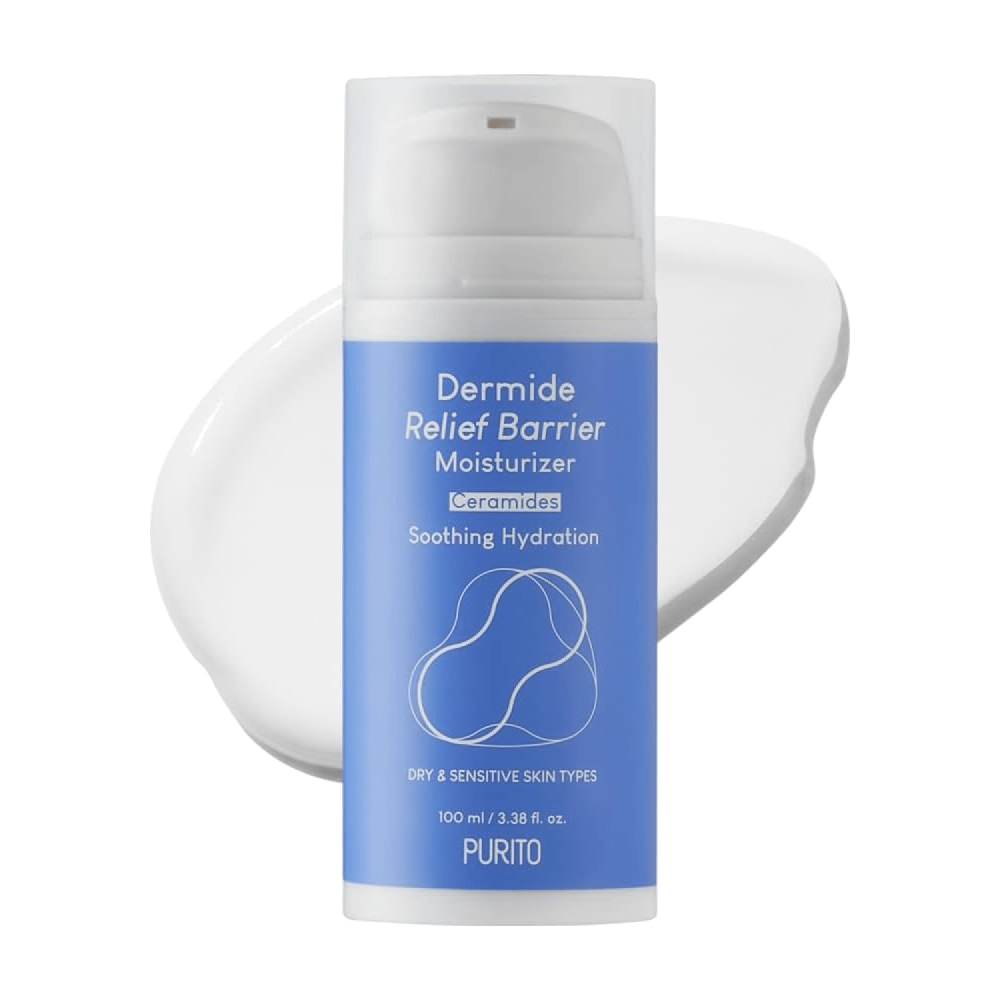 Dermide
Relief Barrier
Moisturizer
Ceramides
Soothing Hydration
DRY & SENSITIVE SKIN TYPES
100 ml / 3.38 fl. oz.
PURITO